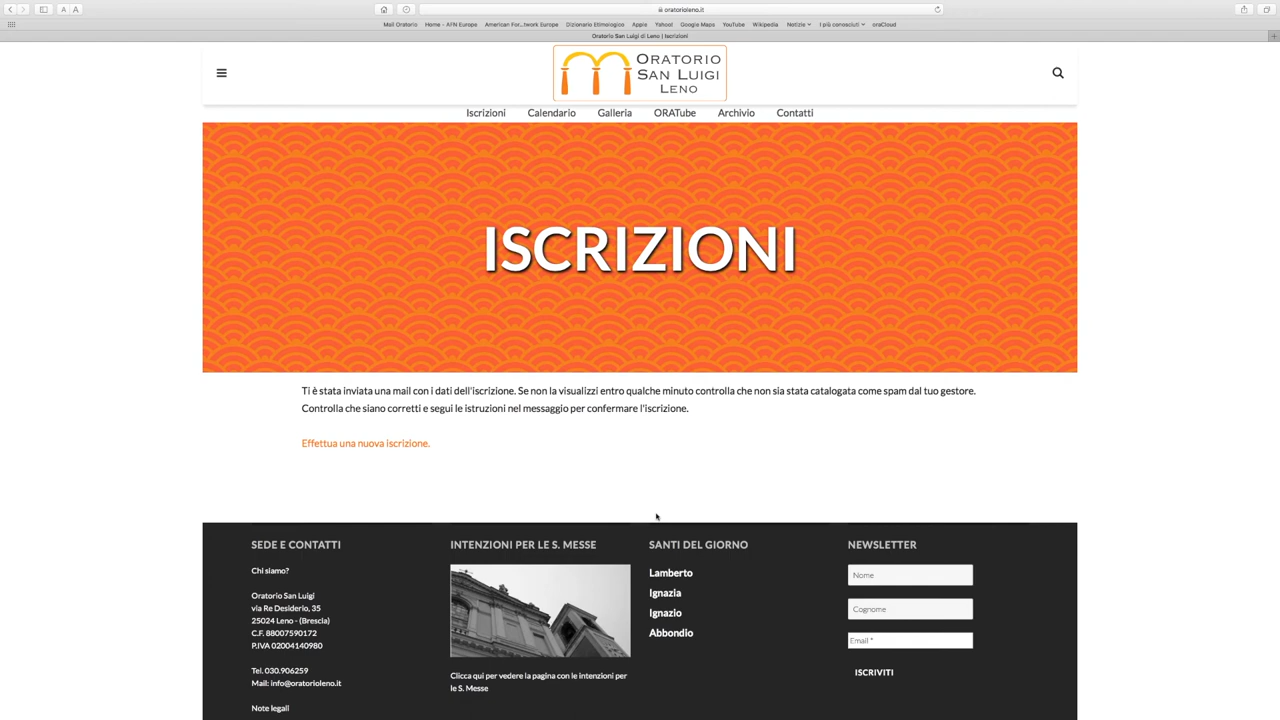 A A
oratorioleno.it
Mail Oratorio Home - AFN Europe American For...twork Europe Dizionario Etimologico Apple Yahoo! Google Maps YouTube Wikipedia Notizie I più conosciuti oraCloud
Oratorio San Luigi di Leno | Iscrizioni
ORATORIO
SAN LUIGI
LENO
Iscrizioni Calendario Galleria ORATube Archivio Contatti
ISCRIZIONI
Ti è stata inviata una mail con i dati dell'iscrizione. Se non la visualizzi entro qualche minuto controlla che non sia stata catalogata come spam dal tuo gestore.
Controlla che siano corretti e segui le istruzioni nel messaggio per confermare l'iscrizione.
Effettua una nuova iscrizione.
SEDE E CONTATTI
Chi siamo?
Oratorio San Luigi
via Re Desiderio, 35
25024 Leno - (Brescia)
C.F. 88007590172
P.IVA 02004140980
Tel. 030.906259
Mail: info@oratorioleno.it
Note legali
INTENZIONI PER LE S. MESSE
Clicca qui per vedere la pagina con le intenzioni per
le S. Messe
SANTI DEL GIORNO
Lamberto
Ignazia
Ignazio
Abbondio
NEWSLETTER
Nome
Cognome
Email *
ISCRIVITI